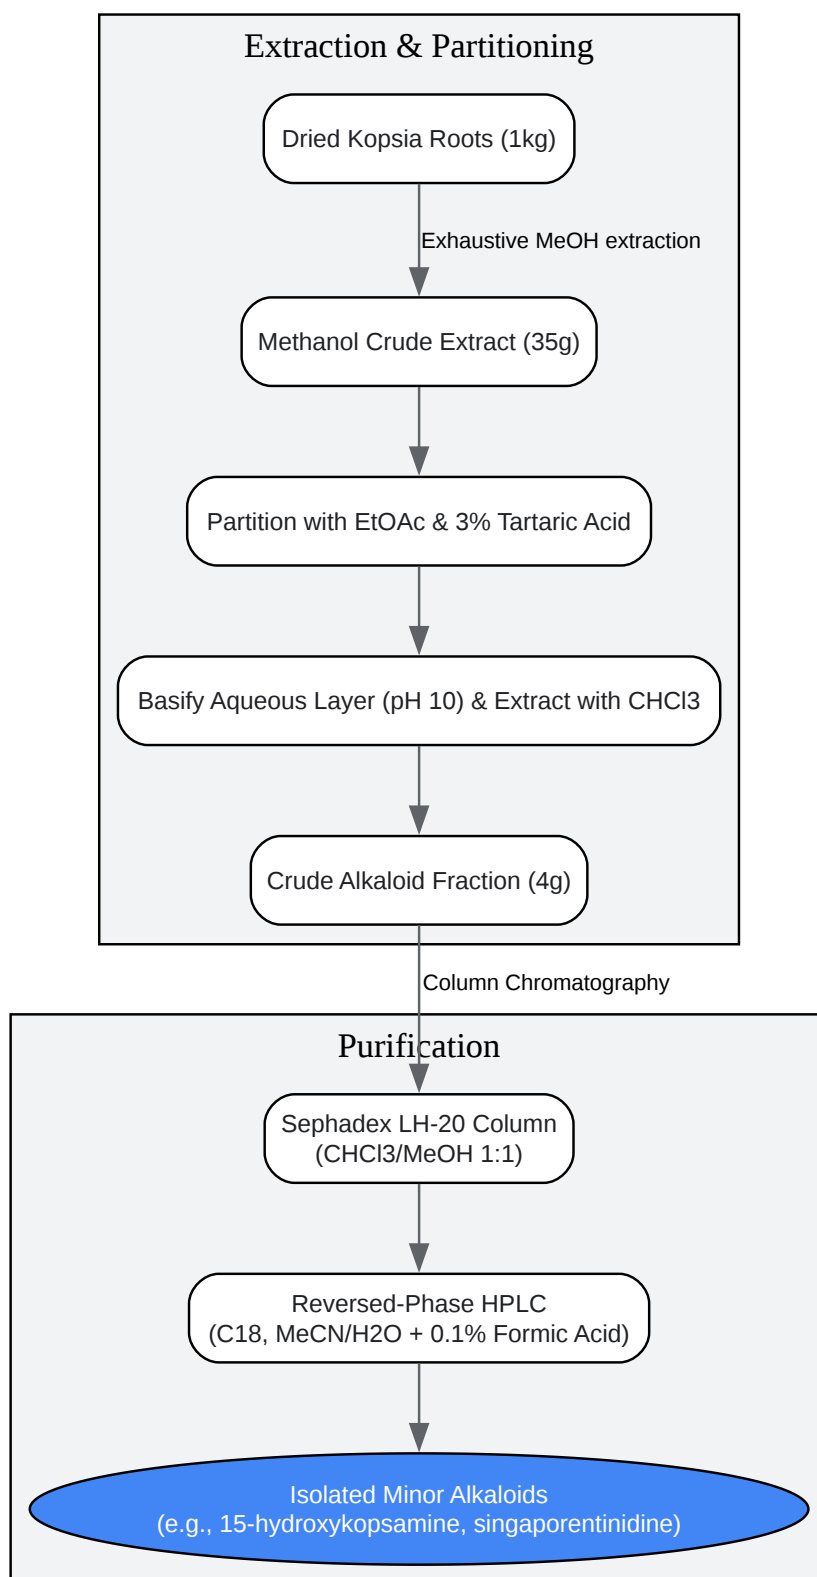 Extraction & Partitioning
Dried Kopsia Roots (1kg)
Exhaustive MeOH extraction
Methanol Crude Extract (35g)
Partition with EtOAc & 3% Tartaric Acid
Basify Aqueous Layer (pH 10) & Extract with CHCl3
Crude Alkaloid Fraction (4g)
Column Chromatography
Purification
Sephadex LH-20 Column
(CHCl3/MeOH 1:1)
Reversed-Phase HPLC
(C18, MeCN/H2O + 0.1% Formic Acid)
Isolated Minor Alkaloids
(e.g., 15-hydroxykopsamine, singaporentinidine)